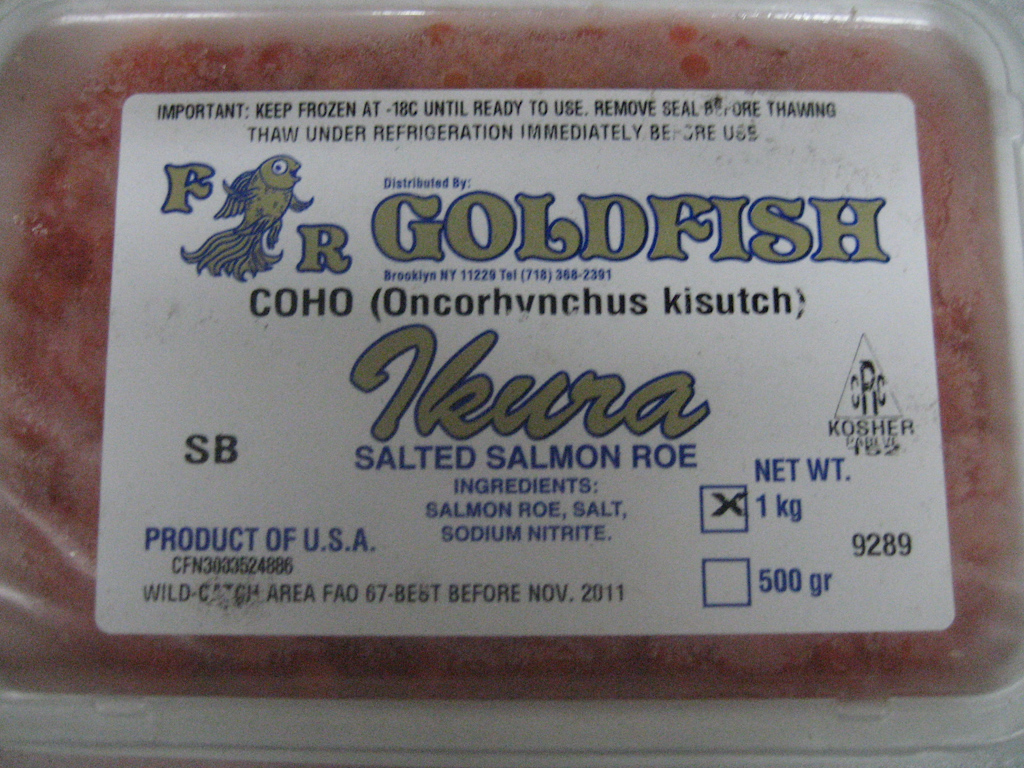 IMPORTANT: KEEP FROZEN AT -18C UNTIL READY TO USE. REMOVE SEAL BEFORE THAWING
THAW UNDER REFRIGERATION IMMEDIATELY BEFORE USE
F R
Distributed By:
GOLDFISH
Brooklyn NY 11229 Tel (718) 368-2391
COHO (Oncorhynchus kisutch)
Ikura
SALTED SALMON ROE
SB
CRC
KOSHER
PAREVE
152
INGREDIENTS:
SALMON ROE, SALT,
SODIUM NITRITE.
NET WT.
X 1 kg
500 gr
9289
PRODUCT OF U.S.A.
CFN3033524886
WILD-CATCH AREA FAO 67-BEST BEFORE NOV. 2011